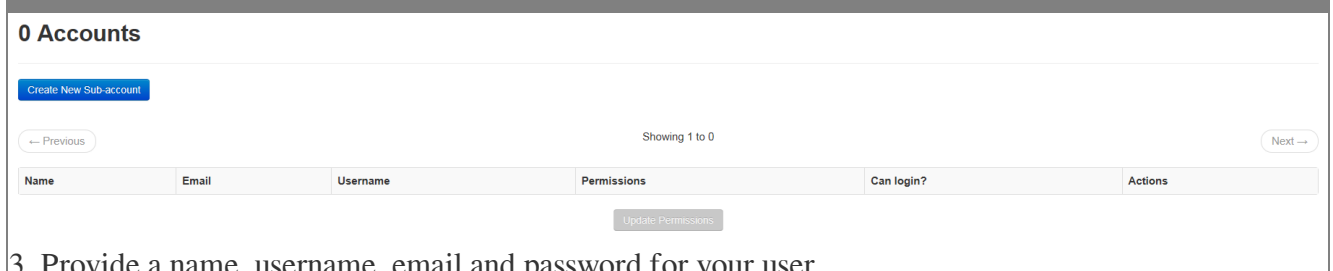 0 Accounts
Create New Sub-account
← Previous Showing 1 to 0 Next →
Name Email Username Permissions Can login? Actions
Update Permissions
3. Provide a name, username, email and password for your user